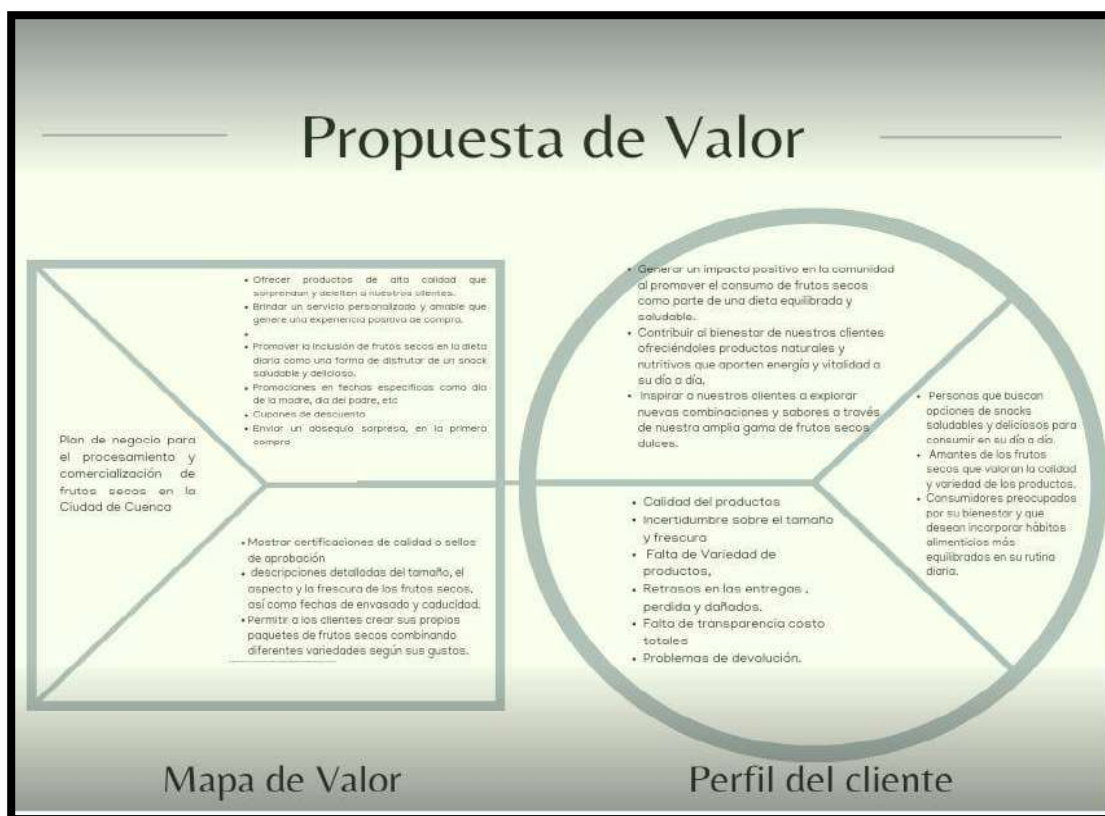 Propuesta de Valor
• Ofrecer productos de alta calidad que
sorprendan y deleiten a nuestros clientes.
• Brindar un servicio personalizado y amable que
genere una experiencia positiva de compra.
•
• Promover la inclusión de frutos secos en la dieta
diaria como una forma de disfrutar de un snack
saludable y delicioso.
• Promociones en fechas específicas como día
de la madre, día del padre, etc
• Cupones de descuento
• Enviar un obsequio sorpresa, en la primera
compra
Plan de negocio para
el procesamiento y
comercialización de
frutos secos en la
Ciudad de Cuenca
• Mostrar certificaciones de calidad o sellos
de aprobación
• descripciones detalladas del tamaño, el
aspecto y la frescura de los frutos secos,
así como fechas de envasado y caducidad.
• Permitir a los clientes crear sus propios
paquetes de frutos secos combinando
diferentes variedades según sus gustos.
• Generar un impacto positivo en la comunidad
al promover el consumo de frutos secos
como parte de una dieta equilibrada y
saludable.
• Contribuir al bienestar de nuestros clientes
ofreciéndoles productos naturales y
nutritivos que aporten energía y vitalidad a
su día a día,
• Inspirar a nuestros clientes a explorar
nuevas combinaciones y sabores a través
de nuestra amplia gama de frutos secos
dulces.
• Personas que buscan
opciones de snacks
saludables y deliciosos para
consumir en su día a día.
• Amantes de los frutos
secos que valoran la calidad
y variedad de los productos.
• Consumidores preocupados
por su bienestar y que
desean incorporar hábitos
alimenticios más
equilibrados en su rutina
diaria.
• Calidad del productos
• Incertidumbre sobre el tamaño
y frescura
• Falta de Variedad de
productos,
• Retrasos en las entregas ,
perdida y dañados.
• Falta de transparencia costo
totales
• Problemas de devolución.
Mapa de Valor
Perfil del cliente